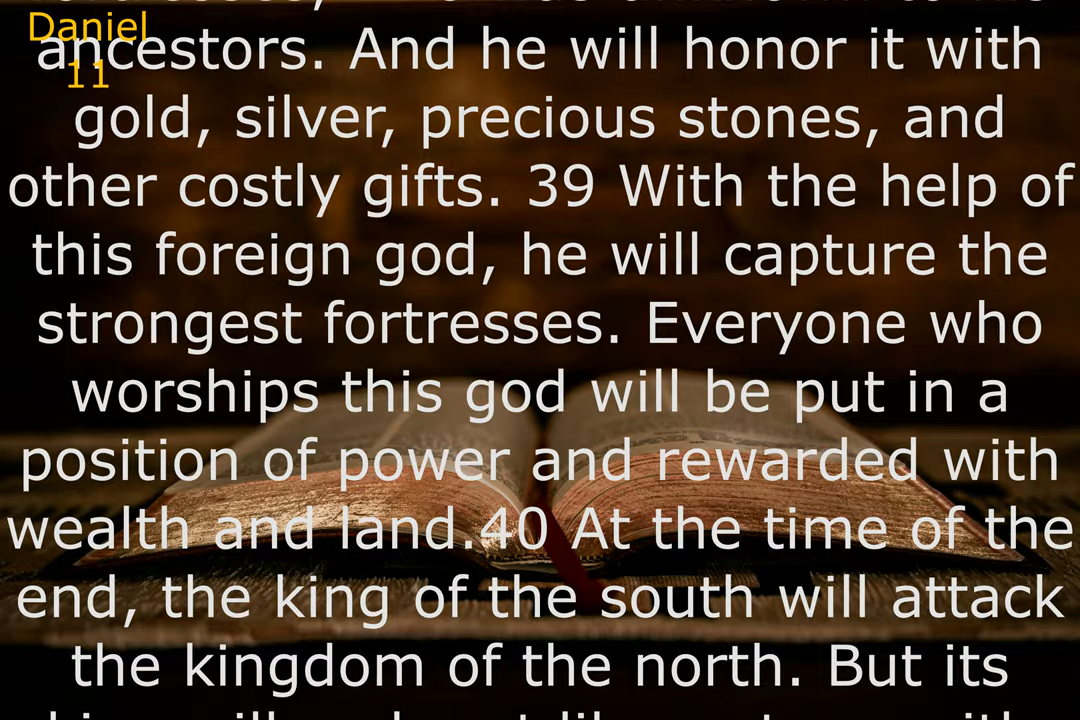 Daniel
11
ancestors. And he will honor it with
gold, silver, precious stones, and
other costly gifts. 39 With the help of
this foreign god, he will capture the
strongest fortresses. Everyone who
worships this god will be put in a
position of power and rewarded with
wealth and land.40 At the time of the
end, the king of the south will attack
the kingdom of the north. But its